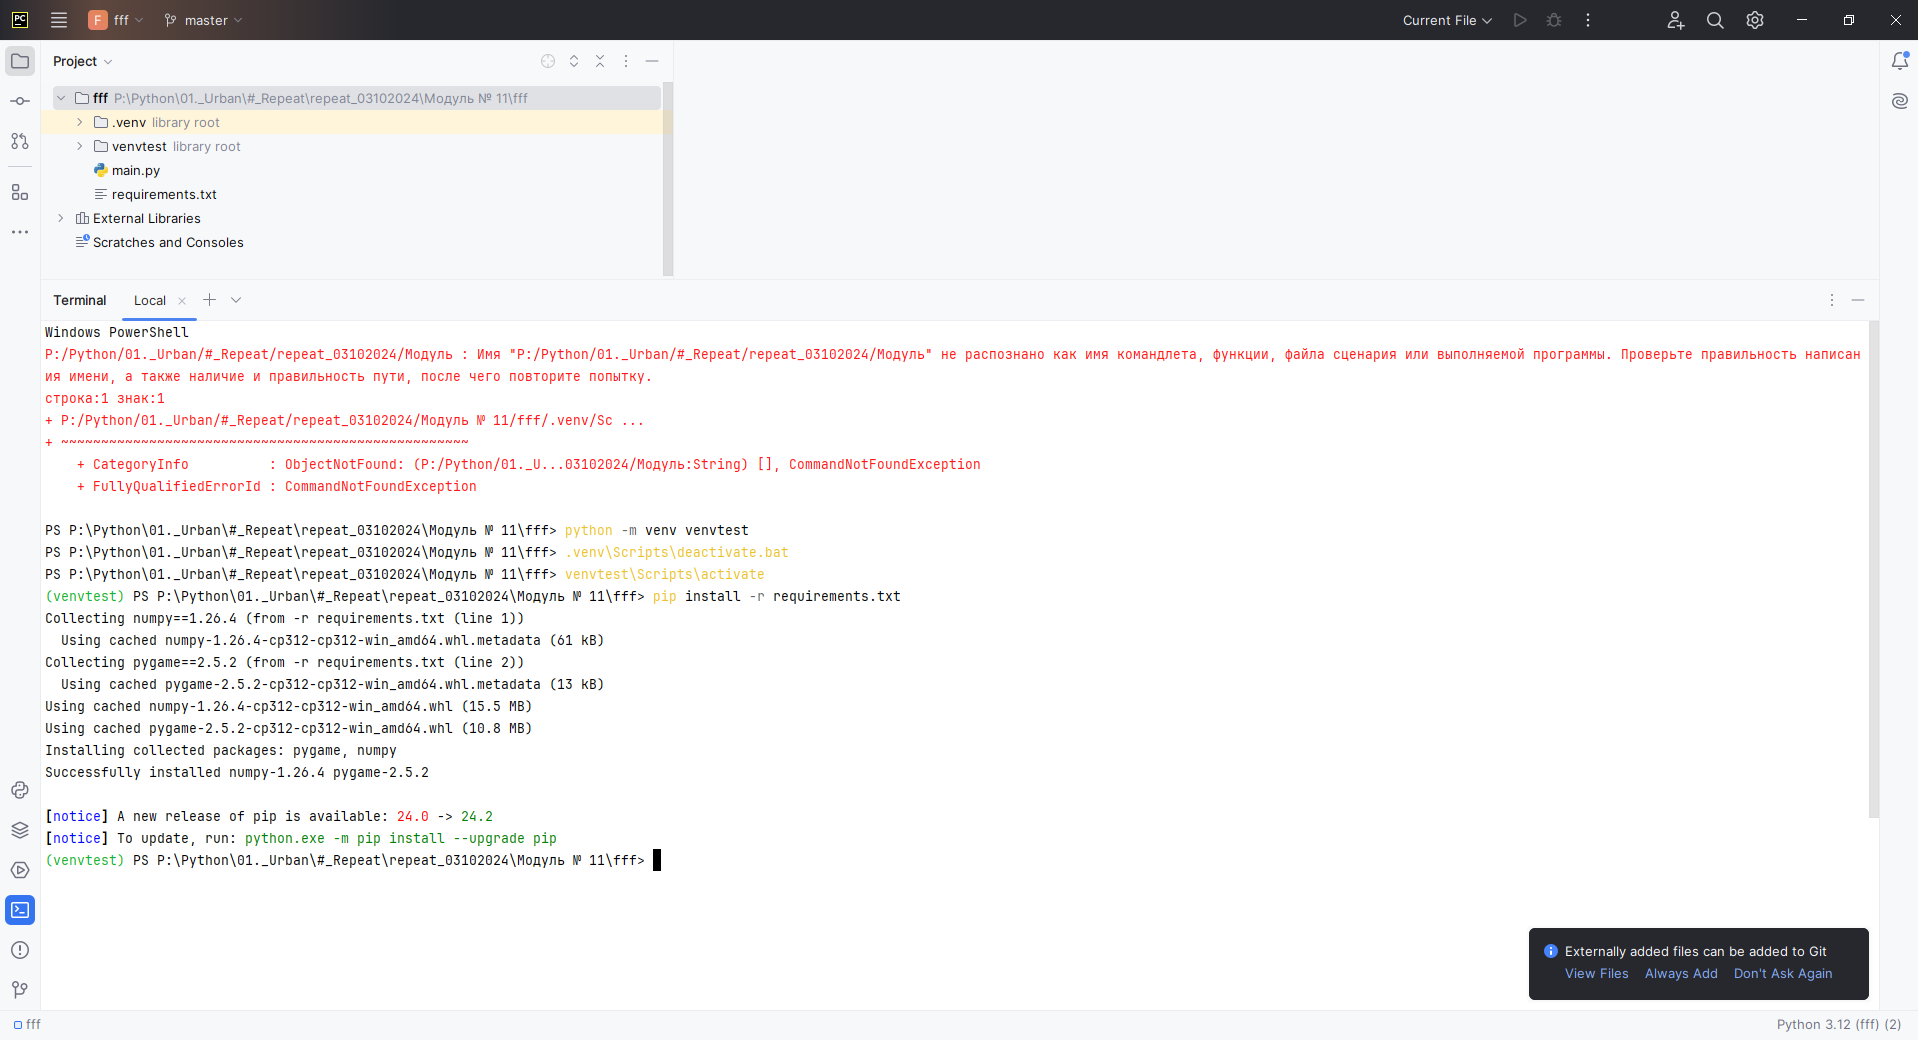 PC
F fff
master
Current File
Project
fff P:\Python\01._Urban\#_Repeat\repeat_03102024\Модуль № 11\fff
.venv library root
venvtest library root
main.py
requirements.txt
External Libraries
Scratches and Consoles
Terminal
Local
Windows PowerShell
P:/Python/01._Urban/#_Repeat/repeat_03102024/Модуль : Имя "P:/Python/01._Urban/#_Repeat/repeat_03102024/Модуль" не распознано как имя командлета, функции, файла сценария или выполняемой программы. Проверьте правильность написан
ия имени, а также наличие и правильность пути, после чего повторите попытку.
строка:1 знак:1
+ P:/Python/01._Urban/#_Repeat/repeat_03102024/Модуль № 11/fff/.venv/Sc ...
+ ~~~~~~~~~~~~~~~~~~~~~~~~~~~~~~~~~~~~~~~~~~~~~~~~~~~
    + CategoryInfo          : ObjectNotFound: (P:/Python/01._U...03102024/Модуль:String) [], CommandNotFoundException
    + FullyQualifiedErrorId : CommandNotFoundException
PS P:\Python\01._Urban\#_Repeat\repeat_03102024\Модуль № 11\fff> python -m venv venvtest
PS P:\Python\01._Urban\#_Repeat\repeat_03102024\Модуль № 11\fff> .venv\Scripts\deactivate.bat
PS P:\Python\01._Urban\#_Repeat\repeat_03102024\Модуль № 11\fff> venvtest\Scripts\activate
(venvtest) PS P:\Python\01._Urban\#_Repeat\repeat_03102024\Модуль № 11\fff> pip install -r requirements.txt
Collecting numpy==1.26.4 (from -r requirements.txt (line 1))
  Using cached numpy-1.26.4-cp312-cp312-win_amd64.whl.metadata (61 kB)
Collecting pygame==2.5.2 (from -r requirements.txt (line 2))
  Using cached pygame-2.5.2-cp312-cp312-win_amd64.whl.metadata (13 kB)
Using cached numpy-1.26.4-cp312-cp312-win_amd64.whl (15.5 MB)
Using cached pygame-2.5.2-cp312-cp312-win_amd64.whl (10.8 MB)
Installing collected packages: pygame, numpy
Successfully installed numpy-1.26.4 pygame-2.5.2
[notice] A new release of pip is available: 24.0 -> 24.2
[notice] To update, run: python.exe -m pip install --upgrade pip
(venvtest) PS P:\Python\01._Urban\#_Repeat\repeat_03102024\Модуль № 11\fff>
Externally added files can be added to Git
View Files Always Add Don't Ask Again
fff
Python 3.12 (fff) (2)